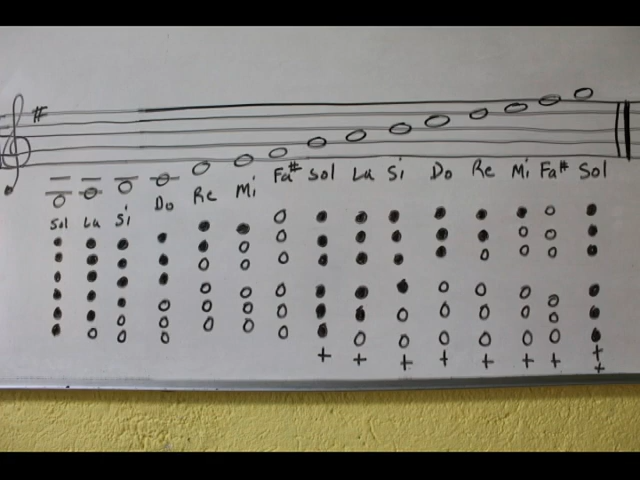 #
Sol La Si Do Re Mi Fa# Sol La Si Do Re Mi Fa# Sol
+ + + + + + + +
+